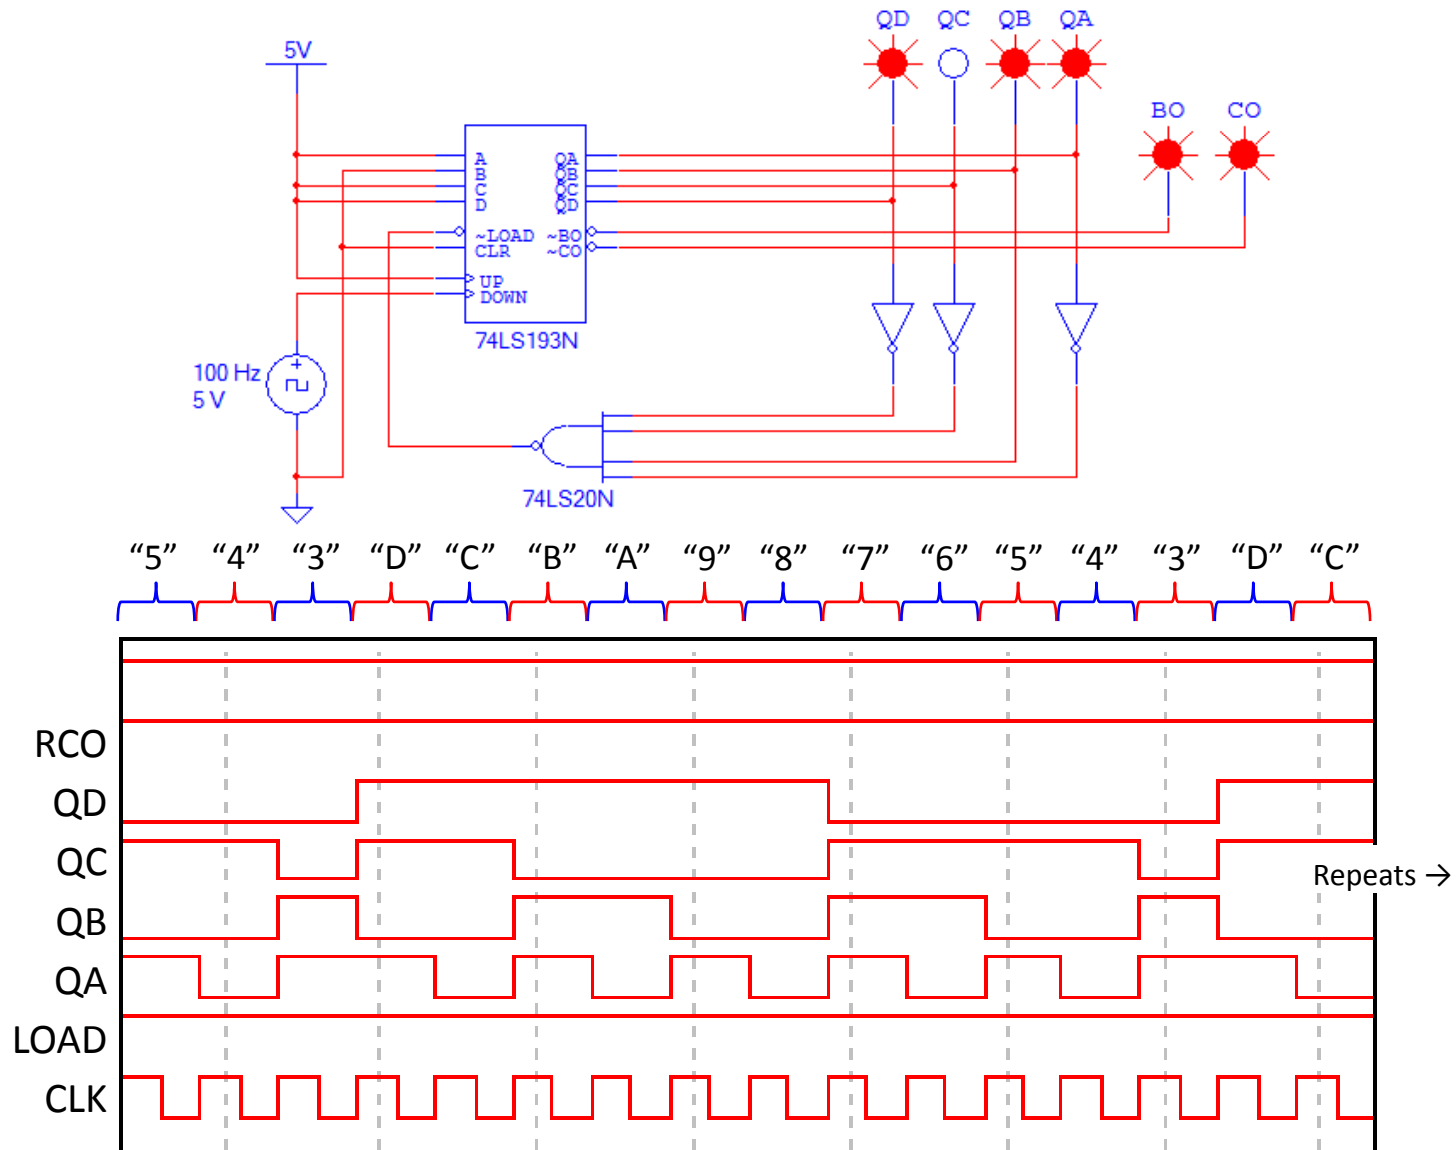 QD QC QB QA
5V
BO CO
A QA
B QB
C QC
D QD
~LOAD ~BO
CLR ~CO
UP
DOWN
74LS193N
100 Hz
5 V
+
74LS20N
“5” “4” “3” “D” “C” “B” “A” “9” “8” “7” “6” “5” “4” “3” “D” “C”
RCO
QD
QC
Repeats →
QB
QA
LOAD
CLK